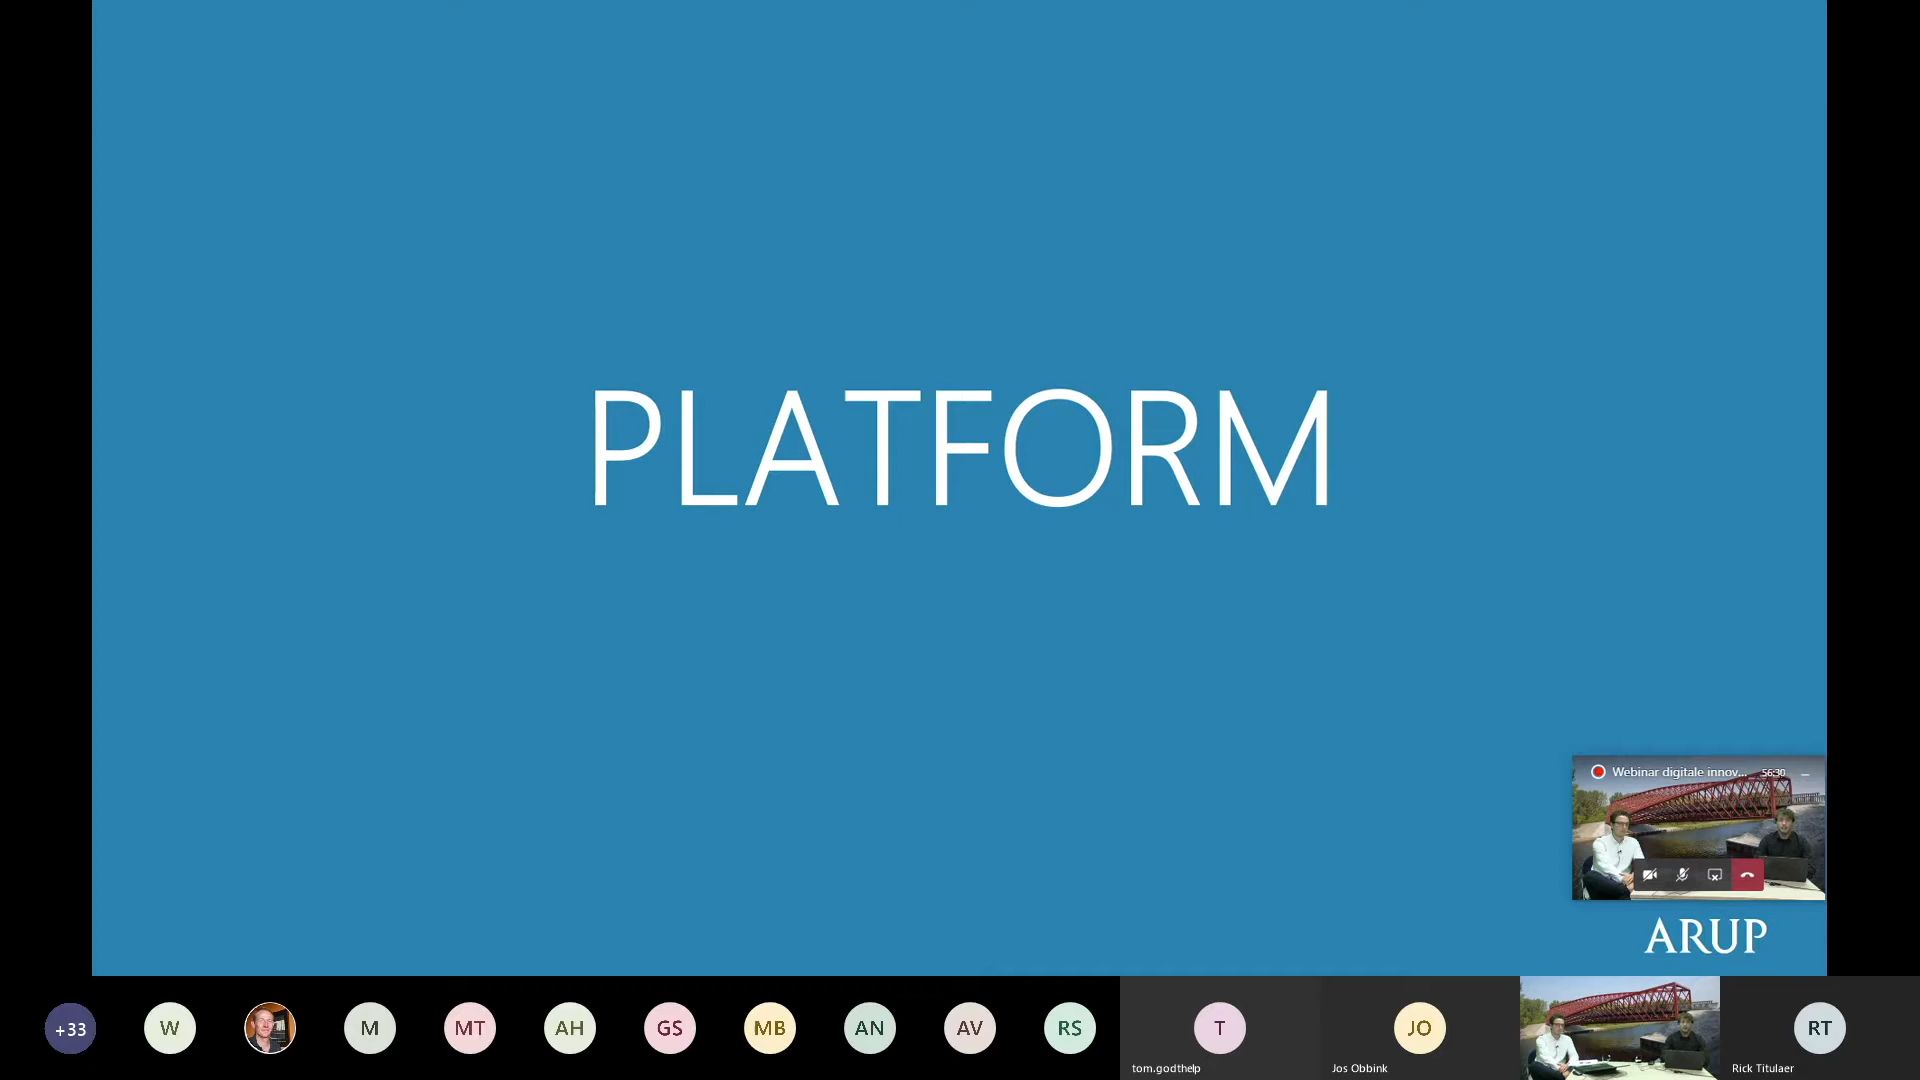 PLATFORM
Webinar digitale innov... 56:30
ARUP
+33
W
M
MT
AH
GS
MB
AN
AV
RS
T
tom.godthelp
JO
Jos Obbink
RT
Rick Titulaer